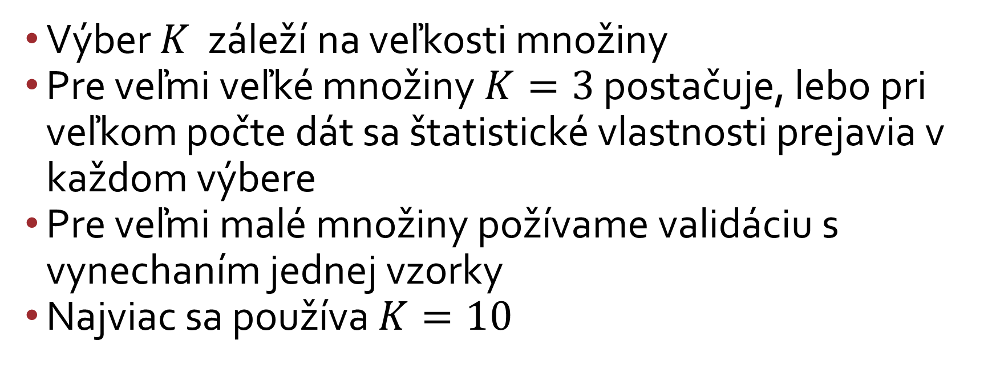 • Výber K záleží na veľkosti množiny
• Pre veľmi veľké množiny K = 3 postačuje, lebo pri
veľkom počte dát sa štatistické vlastnosti prejavia v
každom výbere
• Pre veľmi malé množiny požívame validáciu s
vynechaním jednej vzorky
• Najviac sa používa K = 10